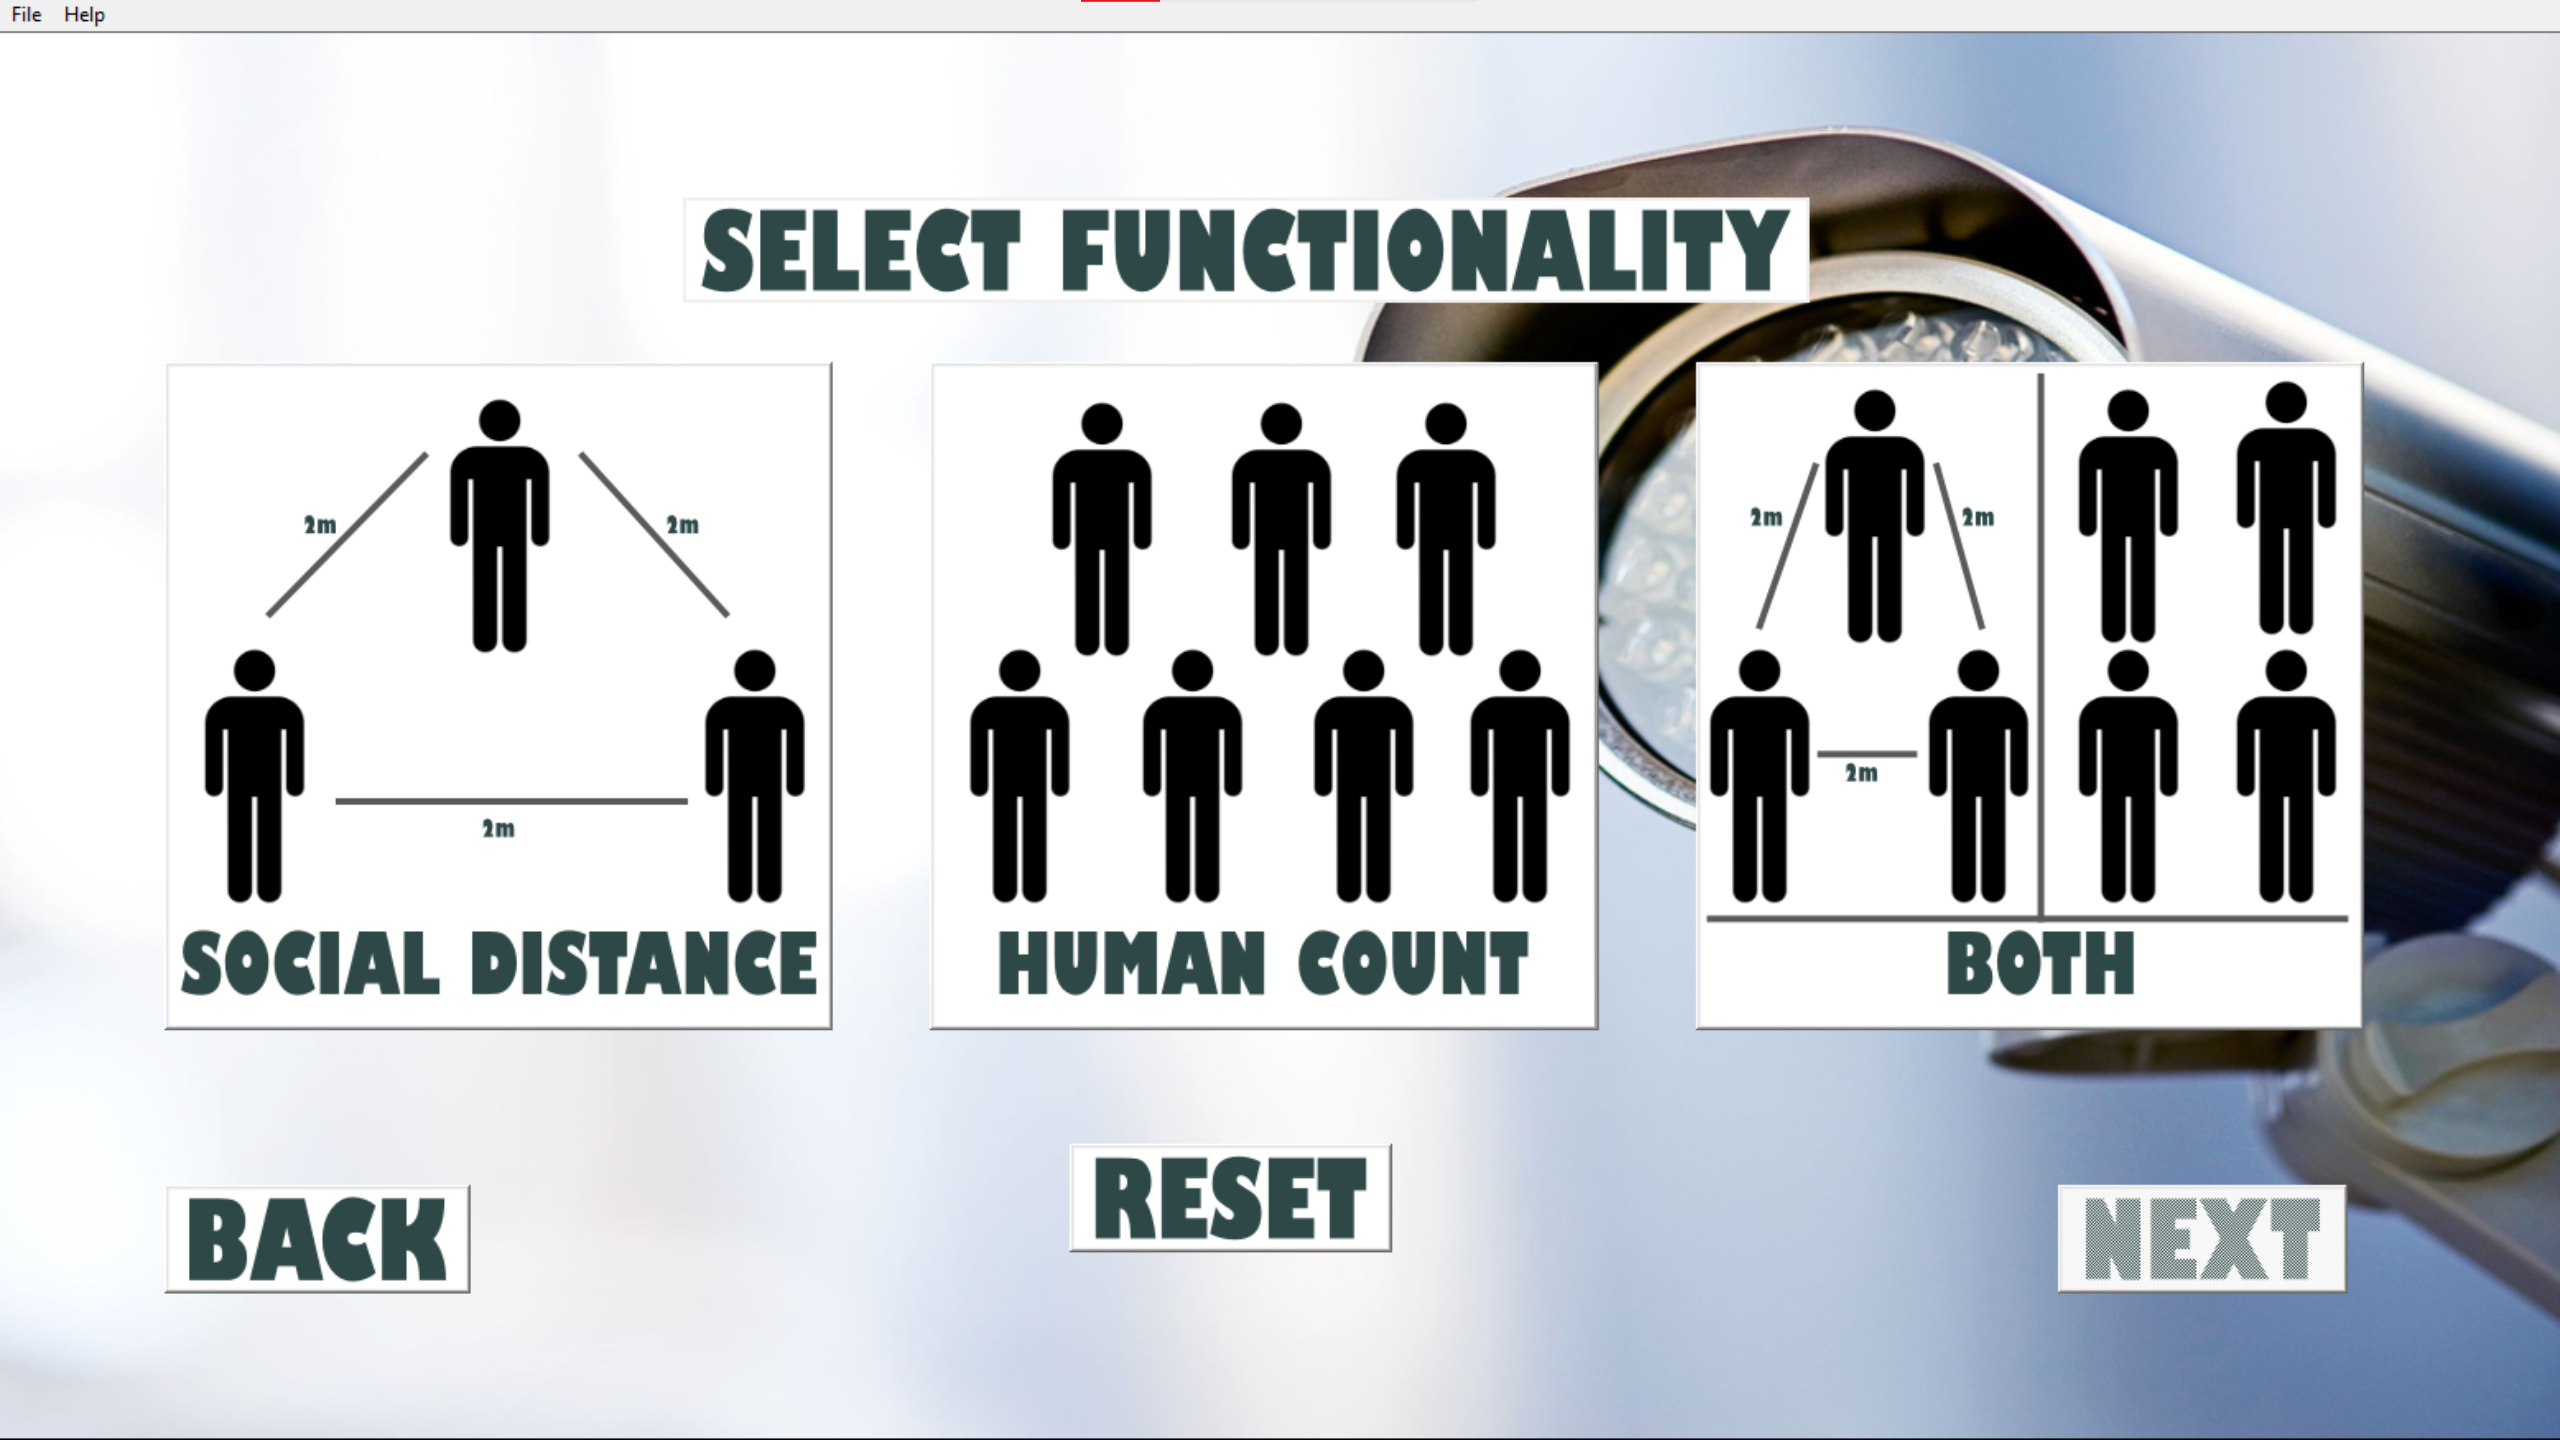 File Help
SELECT FUNCTIONALITY
2m 2m
2m
SOCIAL DISTANCE
HUMAN COUNT
2m 2m
2m
BOTH
BACK
RESET
NEXT